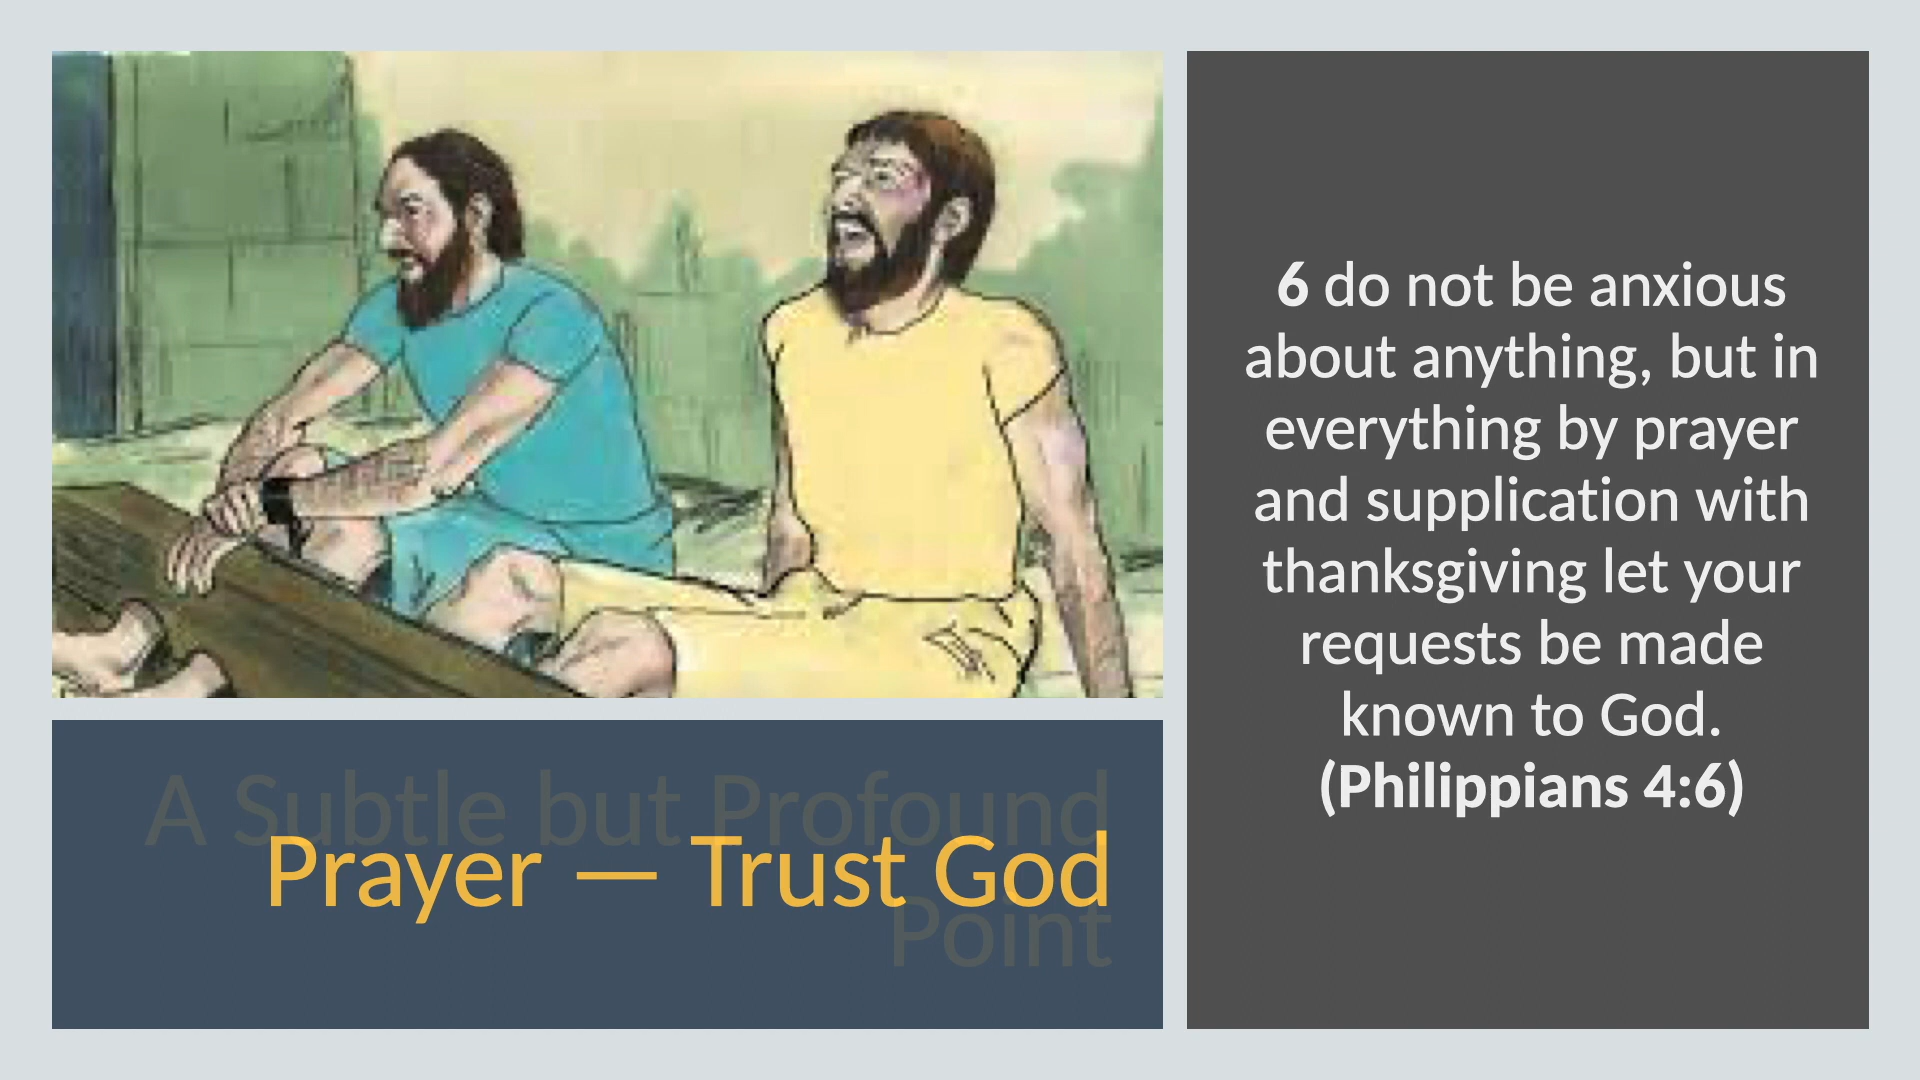 A Subtle but Profound
Point
Prayer — Trust God
6 do not be anxious
about anything, but in
everything by prayer
and supplication with
thanksgiving let your
requests be made
known to God.
(Philippians 4:6)